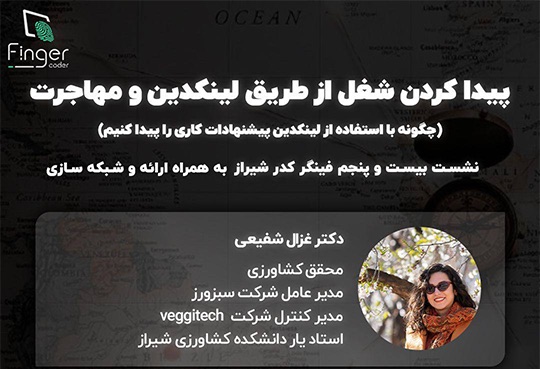 Finger
coder
OCEAN
پیدا کردن شغل از طریق لینکدین و مهاجرت
(چگونه با استفاده از لینکدین پیشنهادات کاری را پیدا کنیم)
نشست بیست و پنجم فینگر کدر شیراز به همراه ارائه و شبکه سازی
دکتر غزال شفیعی
محقق کشاورزی
مدیر عامل شرکت سبزورز
مدیر کنترل شرکت veggitech
استاد یار دانشکده کشاورزی شیراز